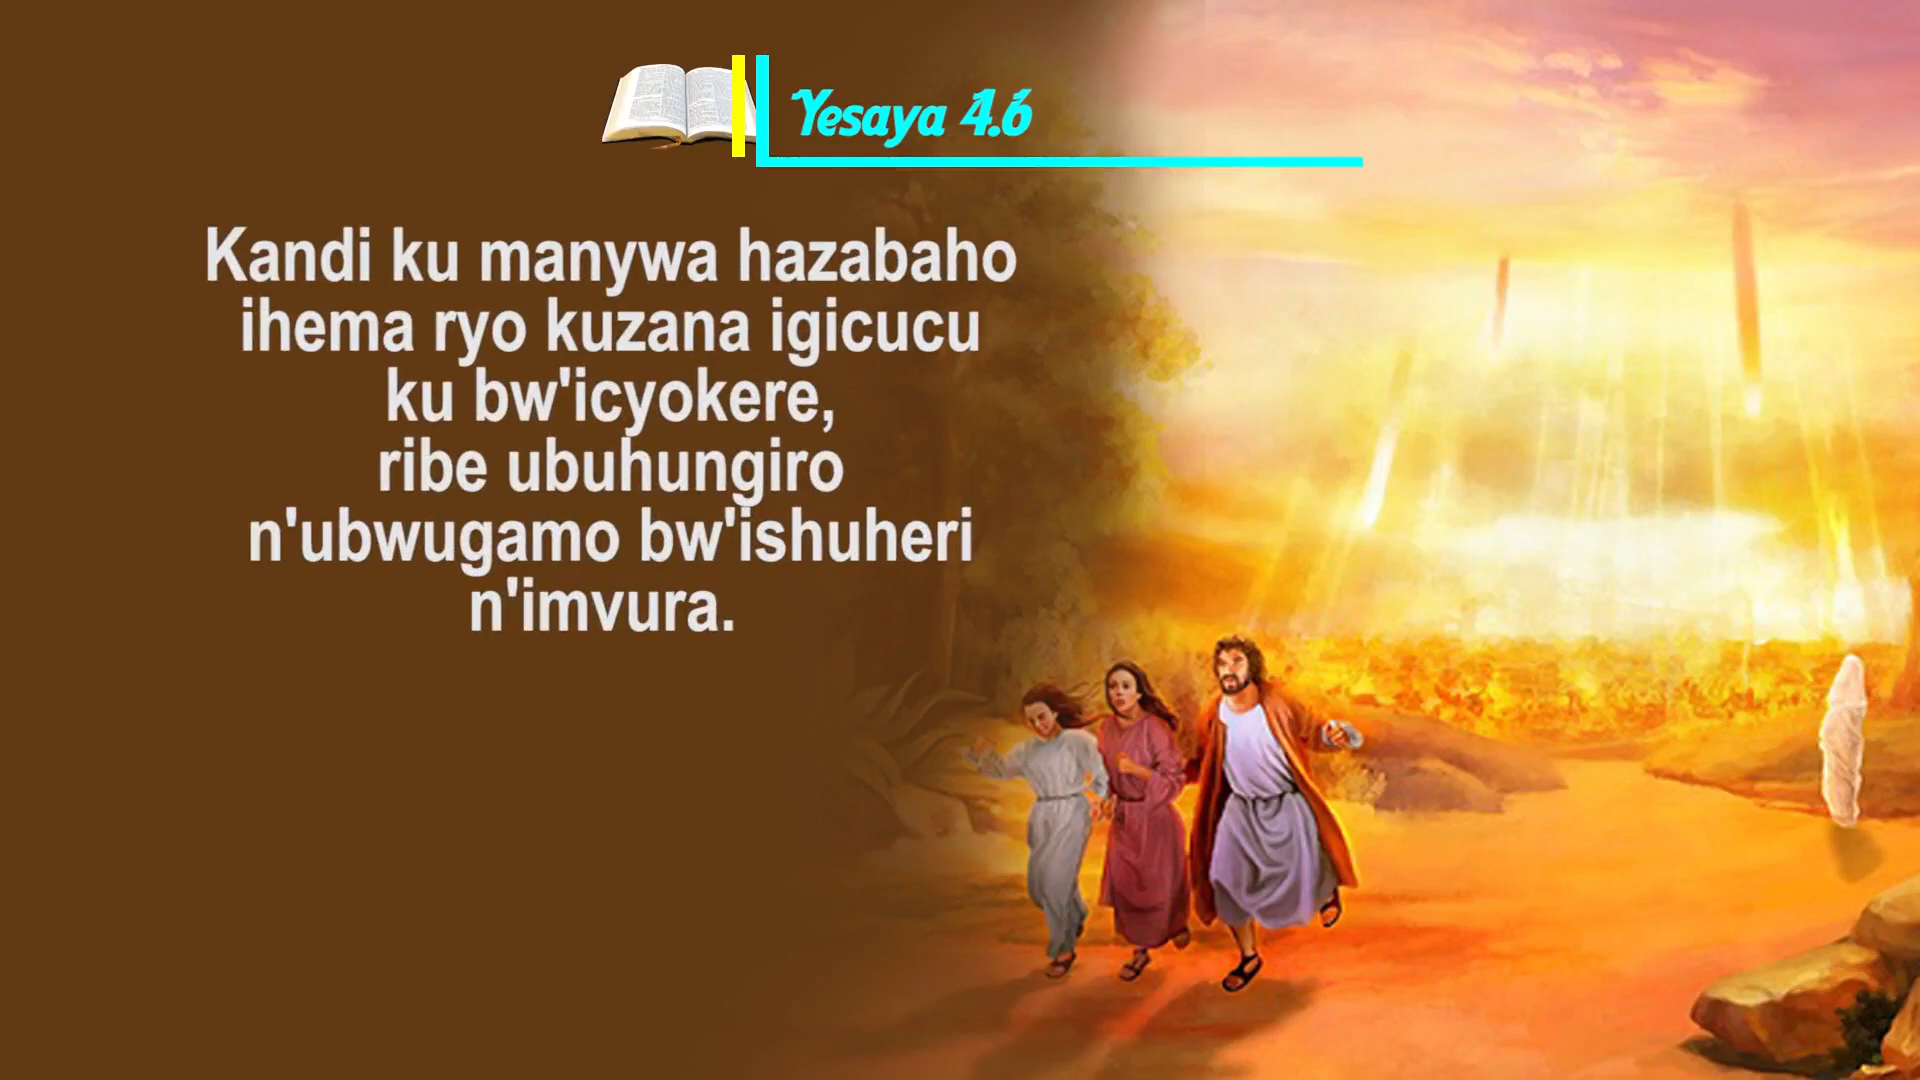 Yesaya 4.6
Kandi ku manywa hazabaho
ihema ryo kuzana igicucu
ku bw'icyokere,
ribe ubuhungiro
n'ubwugamo bw'ishuheri
n'imvura.